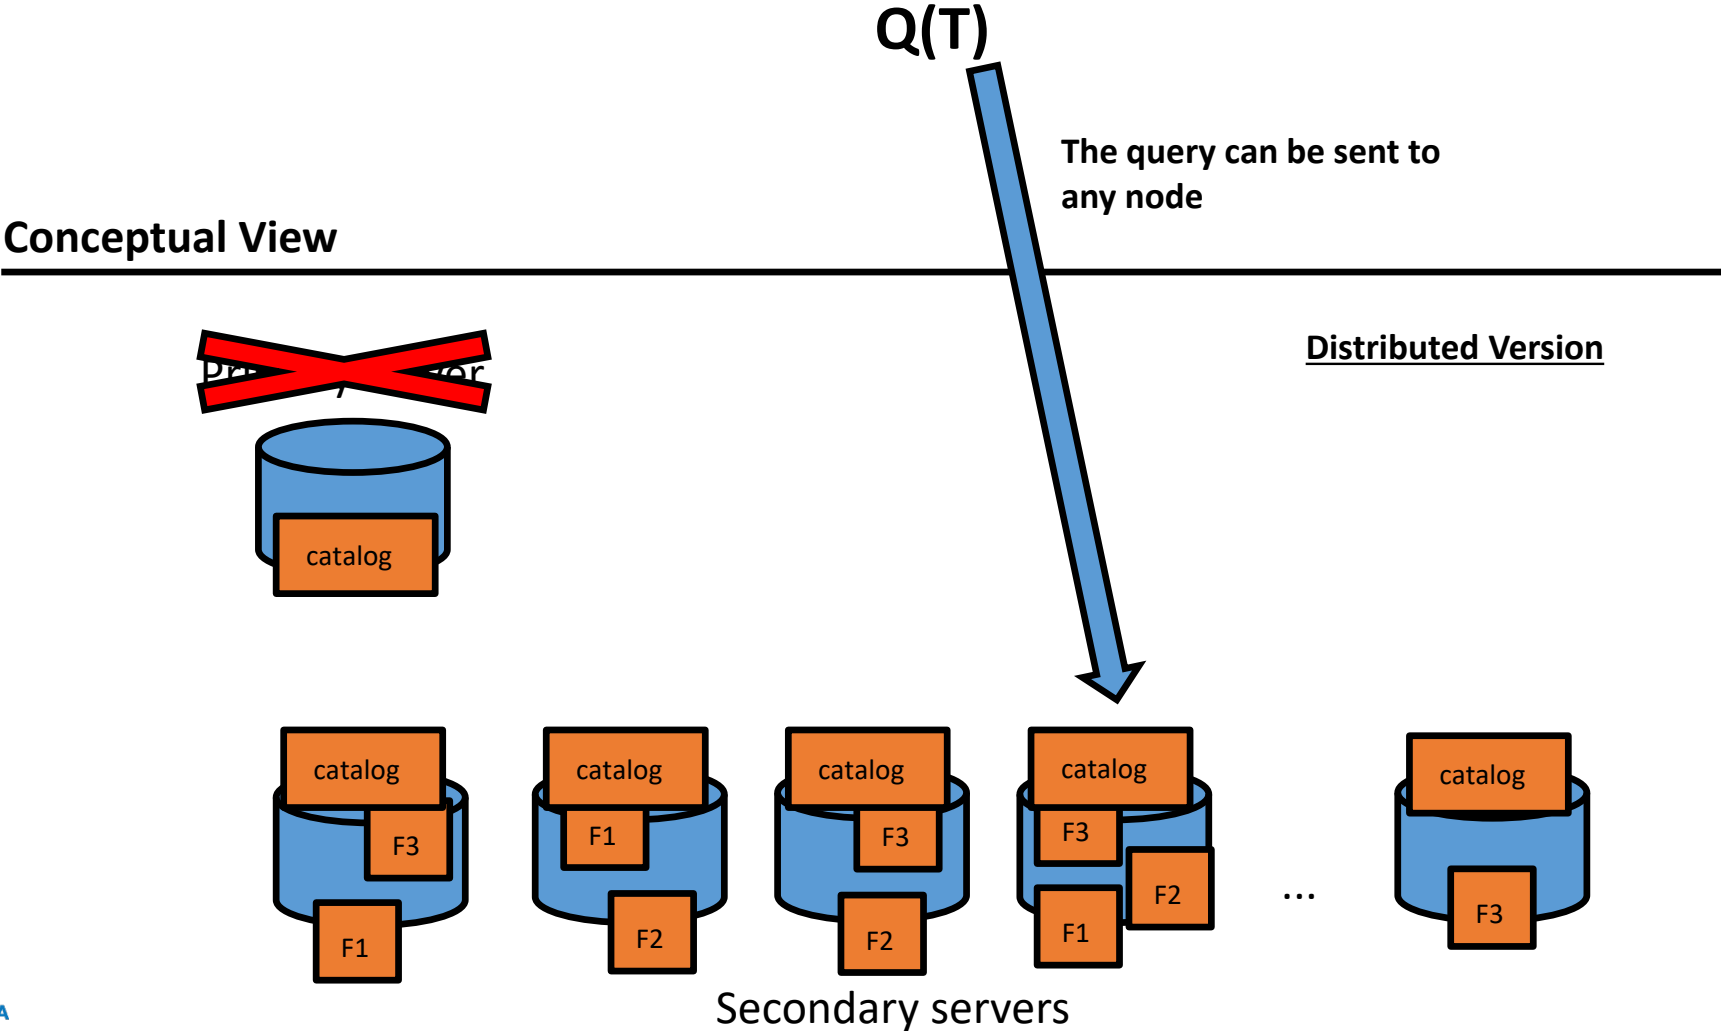 Q(T)
The query can be sent to
any node
Conceptual View
Distributed Version
catalog
catalog
catalog
catalog
catalog
catalog
F3
F1
F3
F3
F2
F3
F1
F2
F2
F1
...
Secondary servers
A